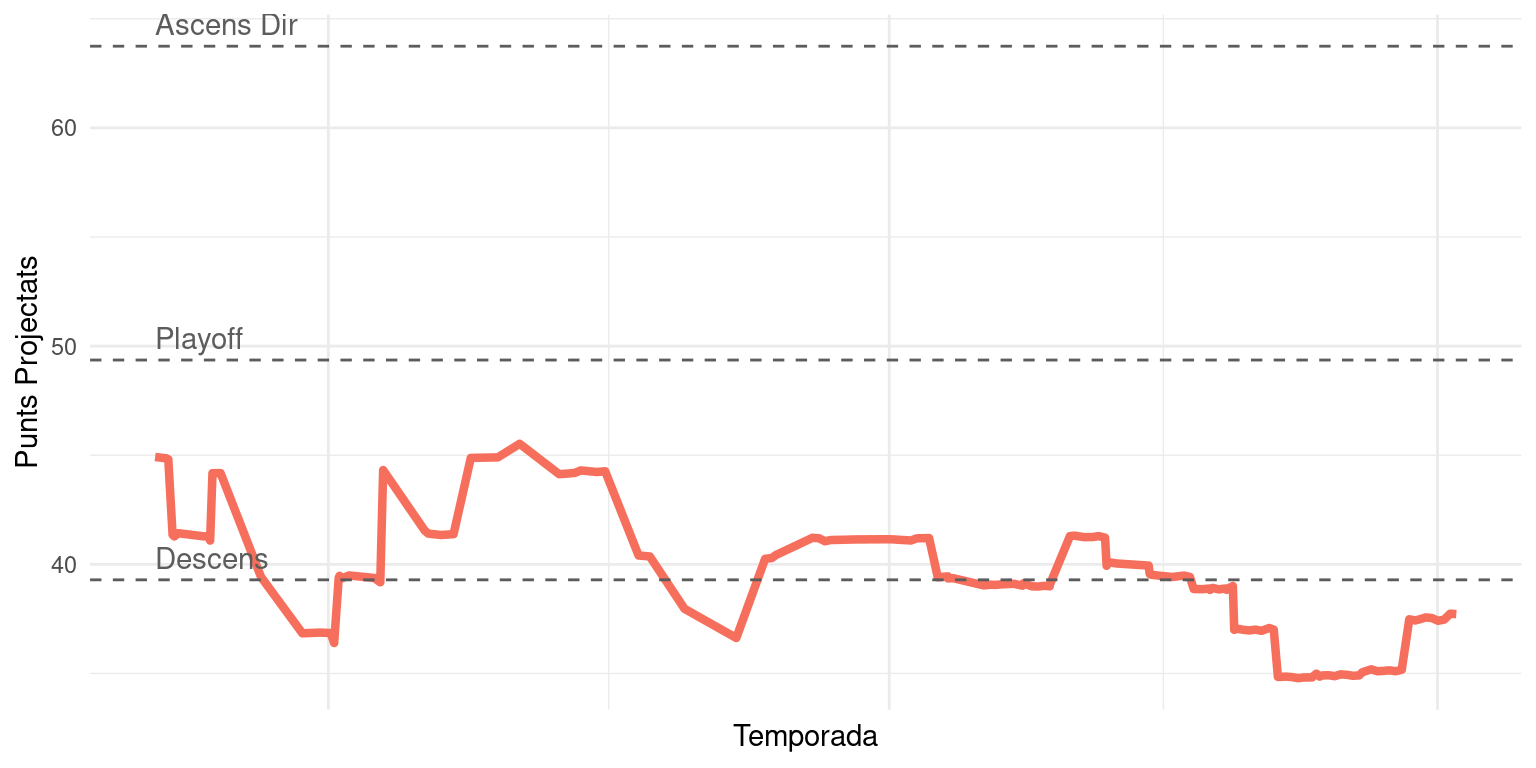 Ascens Dir
60
Playoff
50
Punts Projectats
Descens
40
Temporada